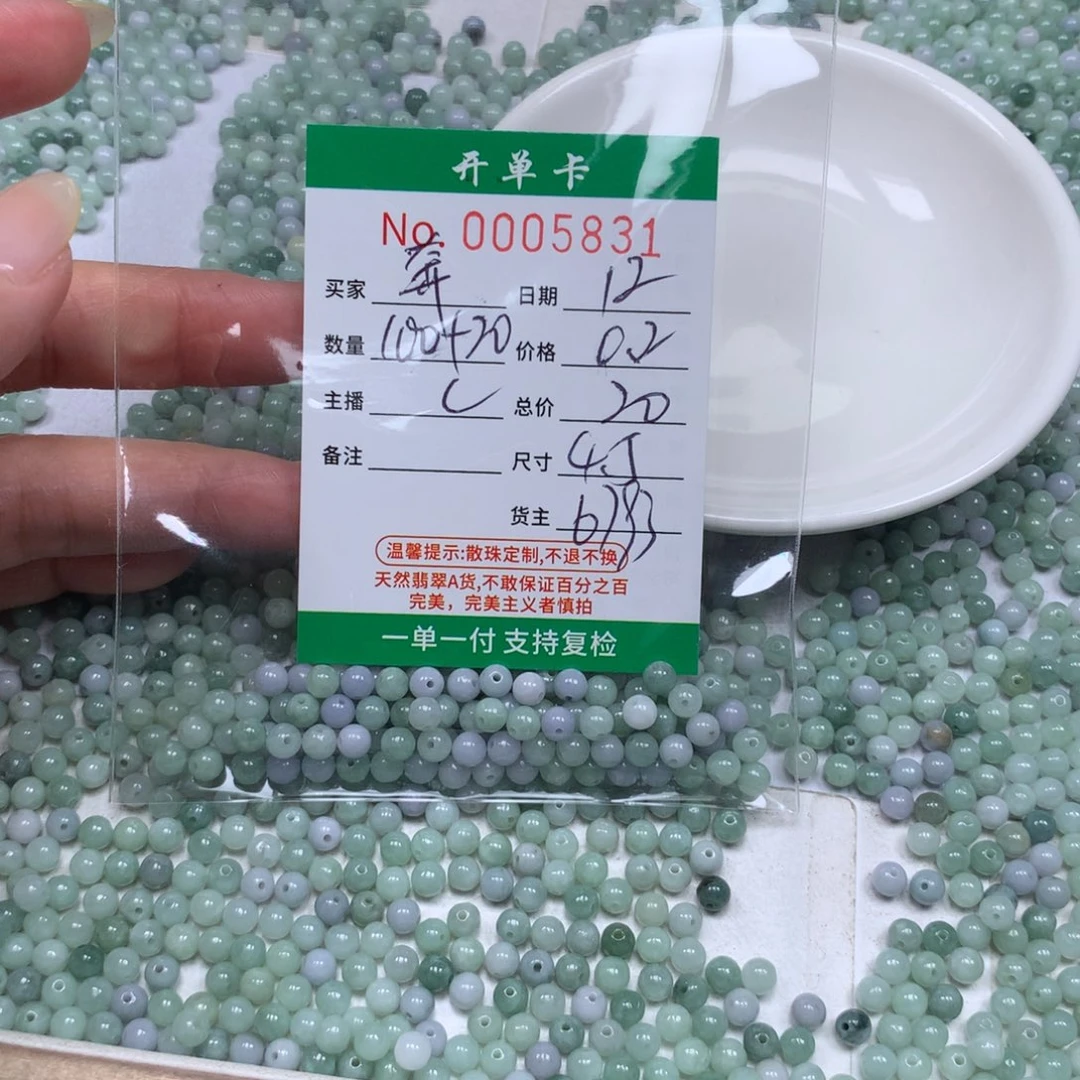 开单卡
No. 0005831
买家 日期 12
数量 100+20 价格 0.2
主播 总价 20
备注 尺寸 4.5
货主
温馨提示:散珠定制,不退不换
天然翡翠A货,不敢保证百分之百
完美，完美主义者慎拍
一单一付 支持复检